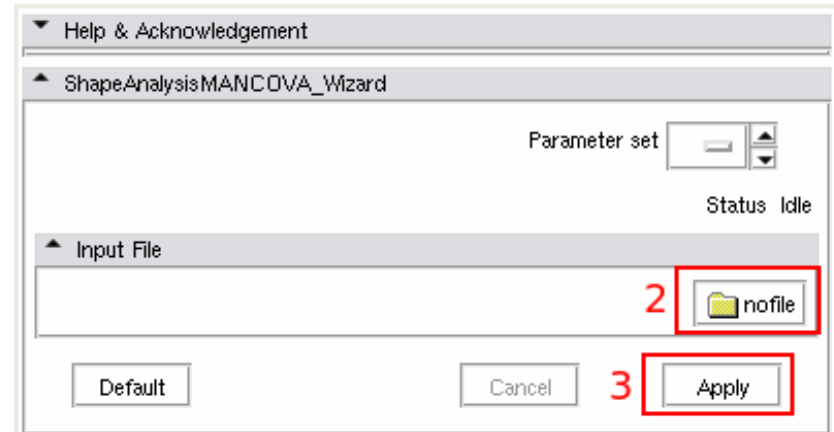 Help & Acknowledgement
ShapeAnalysisMANCOVA_Wizard
Parameter set
Status Idle
Input File
2 nofile
Default Cancel 3 Apply